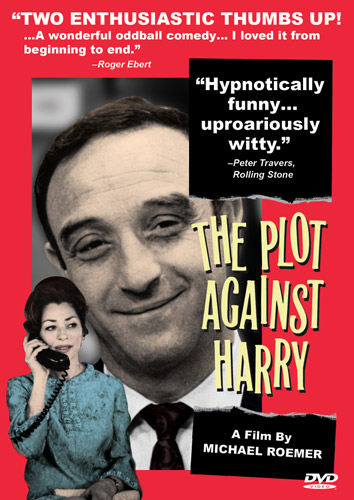 “TWO ENTHUSIASTIC THUMBS UP!
...A wonderful oddball comedy... I loved it from
beginning to end.”
–Roger Ebert
“Hypnotically
funny...
uproariously
witty.”
–Peter Travers,
Rolling Stone
THE PLOT
AGAINST
HARRY
A Film By
MICHAEL ROEMER
DVD
VIDEO